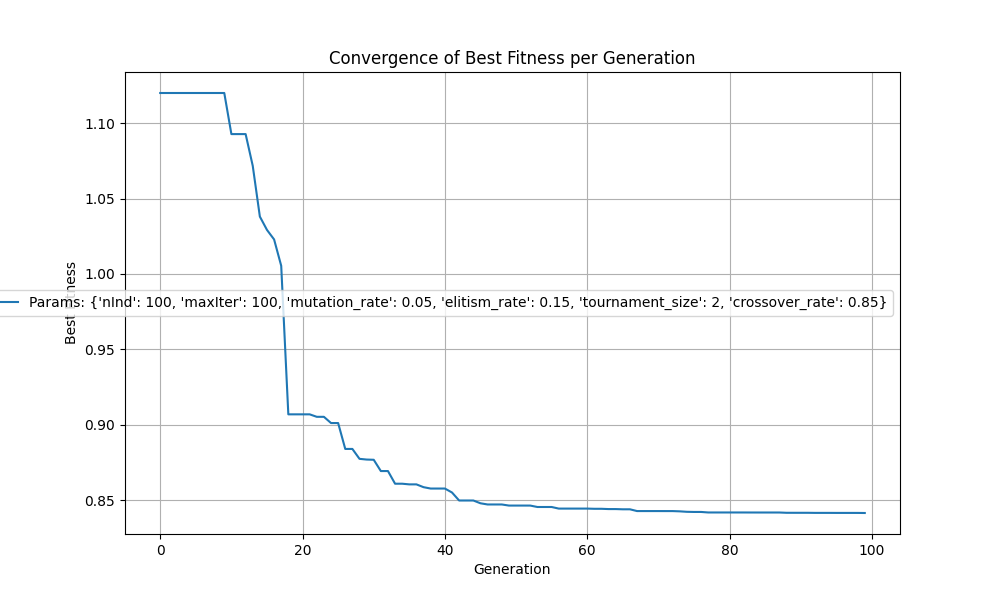 Convergence of Best Fitness per Generation
1.10
1.05
1.00
0.95
0.90
0.85
Best Fitness
Params: {'nInd': 100, 'maxIter': 100, 'mutation_rate': 0.05, 'elitism_rate': 0.15, 'tournament_size': 2, 'crossover_rate': 0.85}
0 20 40 60 80 100
Generation